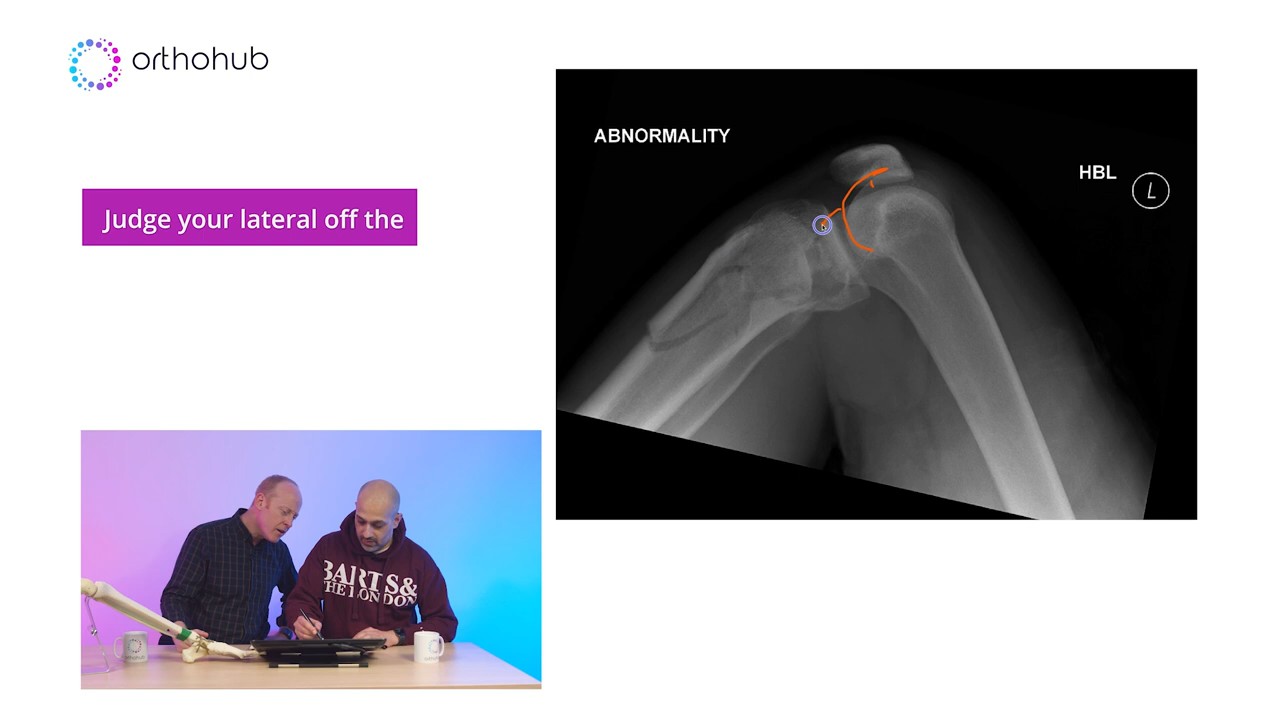 orthohub
ABNORMALITY
HBL
L
Judge your lateral off the
BARTS&
THE LONDON